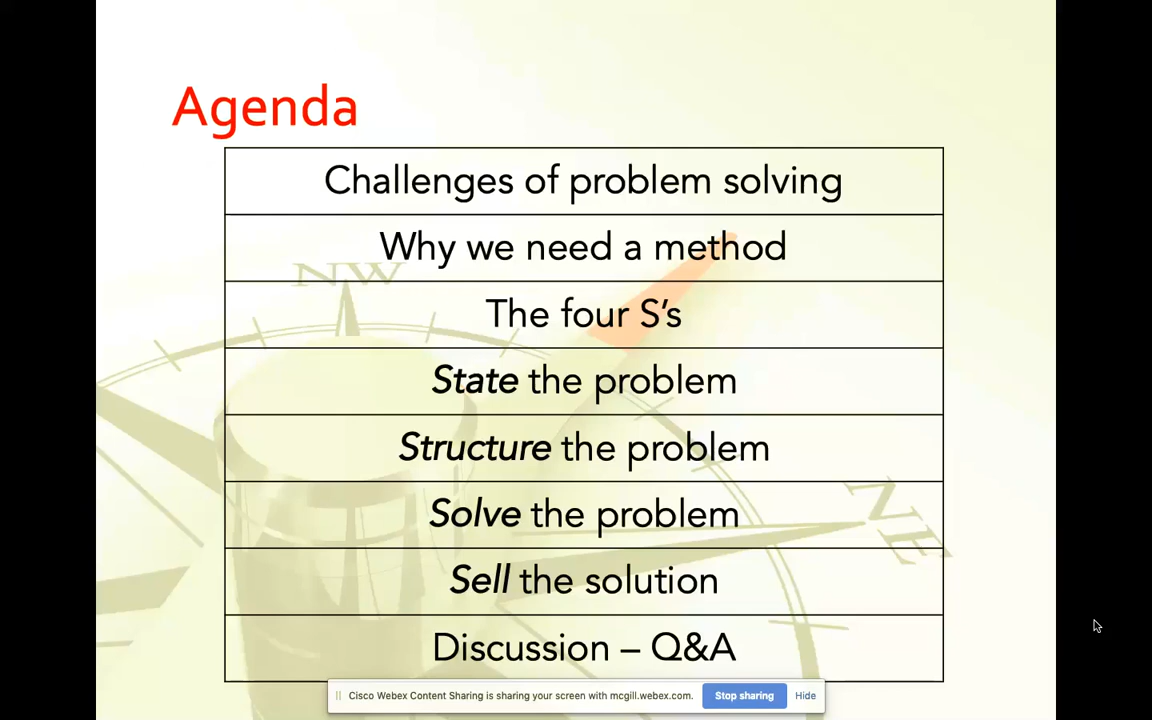 Agenda
Challenges of problem solving
Why we need a method
The four S’s
State the problem
Structure the problem
Solve the problem
Sell the solution
Discussion – Q&A
NW
NE
Cisco Webex Content Sharing is sharing your screen with mcgill.webex.com.
Stop sharing
Hide